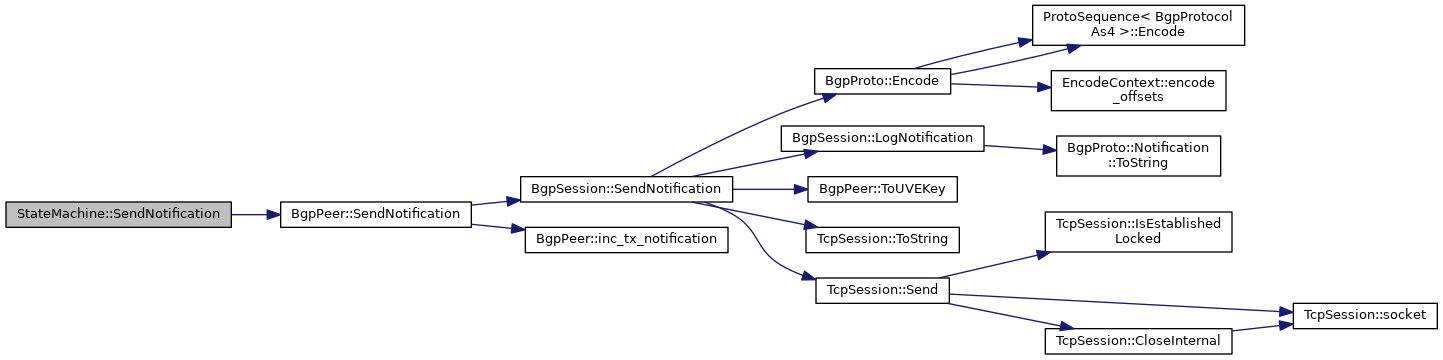 StateMachine::SendNotification
BgpPeer::SendNotification
BgpSession::SendNotification
BgpPeer::inc_tx_notification
BgpProto::Encode
BgpSession::LogNotification
BgpPeer::ToUVEKey
TcpSession::ToString
TcpSession::Send
ProtoSequence< BgpProtocol
As4 >::Encode
EncodeContext::encode
_offsets
BgpProto::Notification
::ToString
TcpSession::IsEstablished
Locked
TcpSession::CloseInternal
TcpSession::socket